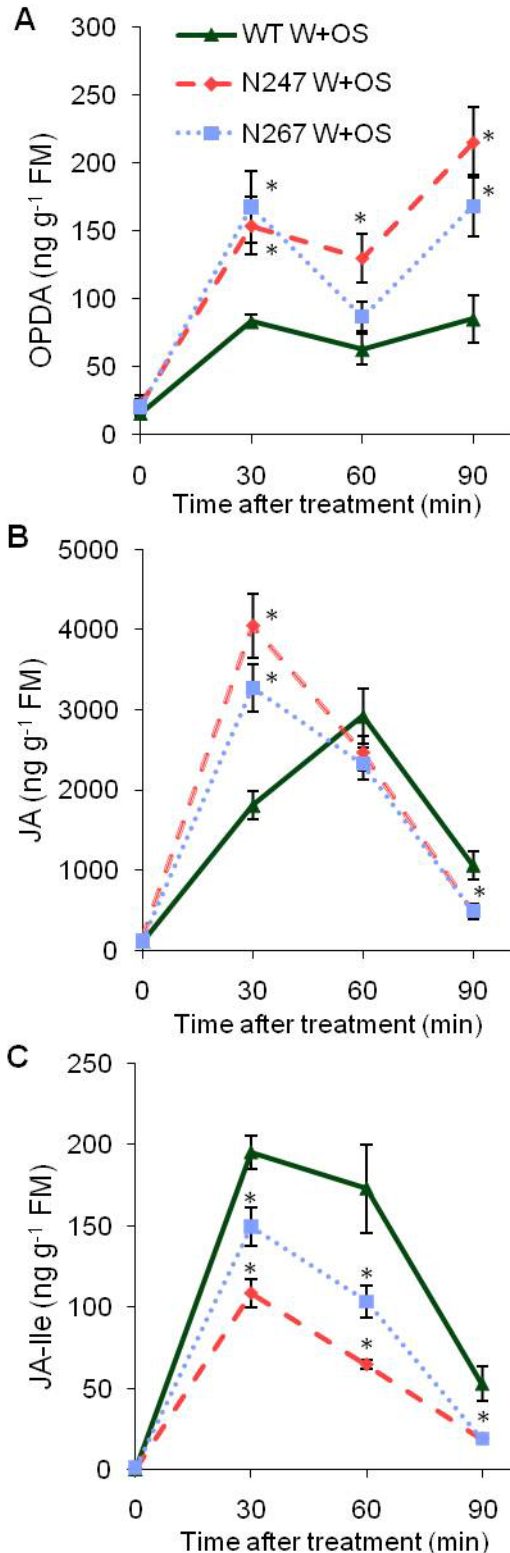 A
WT W+OS
N247 W+OS
N267 W+OS
OPDA (ng g⁻¹ FM)
300
250
200
150
100
50
0
*
*
*
*
*
0 30 60 90
Time after treatment (min)
B
JA (ng g⁻¹ FM)
5000
4000
3000
2000
1000
0
*
*
*
0 30 60 90
Time after treatment (min)
C
JA-Ile (ng g⁻¹ FM)
250
200
150
100
50
0
*
*
*
*
*
0 30 60 90
Time after treatment (min)